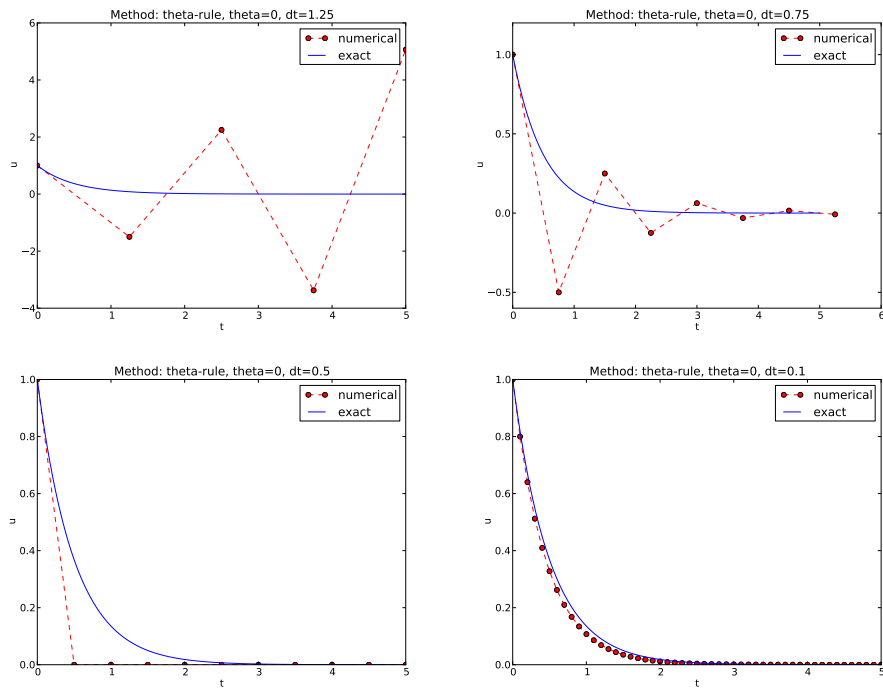 Method: theta-rule, theta=0, dt=1.25
numerical
exact
u
6
4
2
0
−2
−4
0 1 2 3 4 5
t
Method: theta-rule, theta=0, dt=0.75
numerical
exact
u
1.0
0.5
0.0
−0.5
0 1 2 3 4 5 6
t
Method: theta-rule, theta=0, dt=0.5
numerical
exact
u
1.0
0.8
0.6
0.4
0.2
0.0
0 1 2 3 4 5
t
Method: theta-rule, theta=0, dt=0.1
numerical
exact
u
1.0
0.8
0.6
0.4
0.2
0.0
0 1 2 3 4 5
t